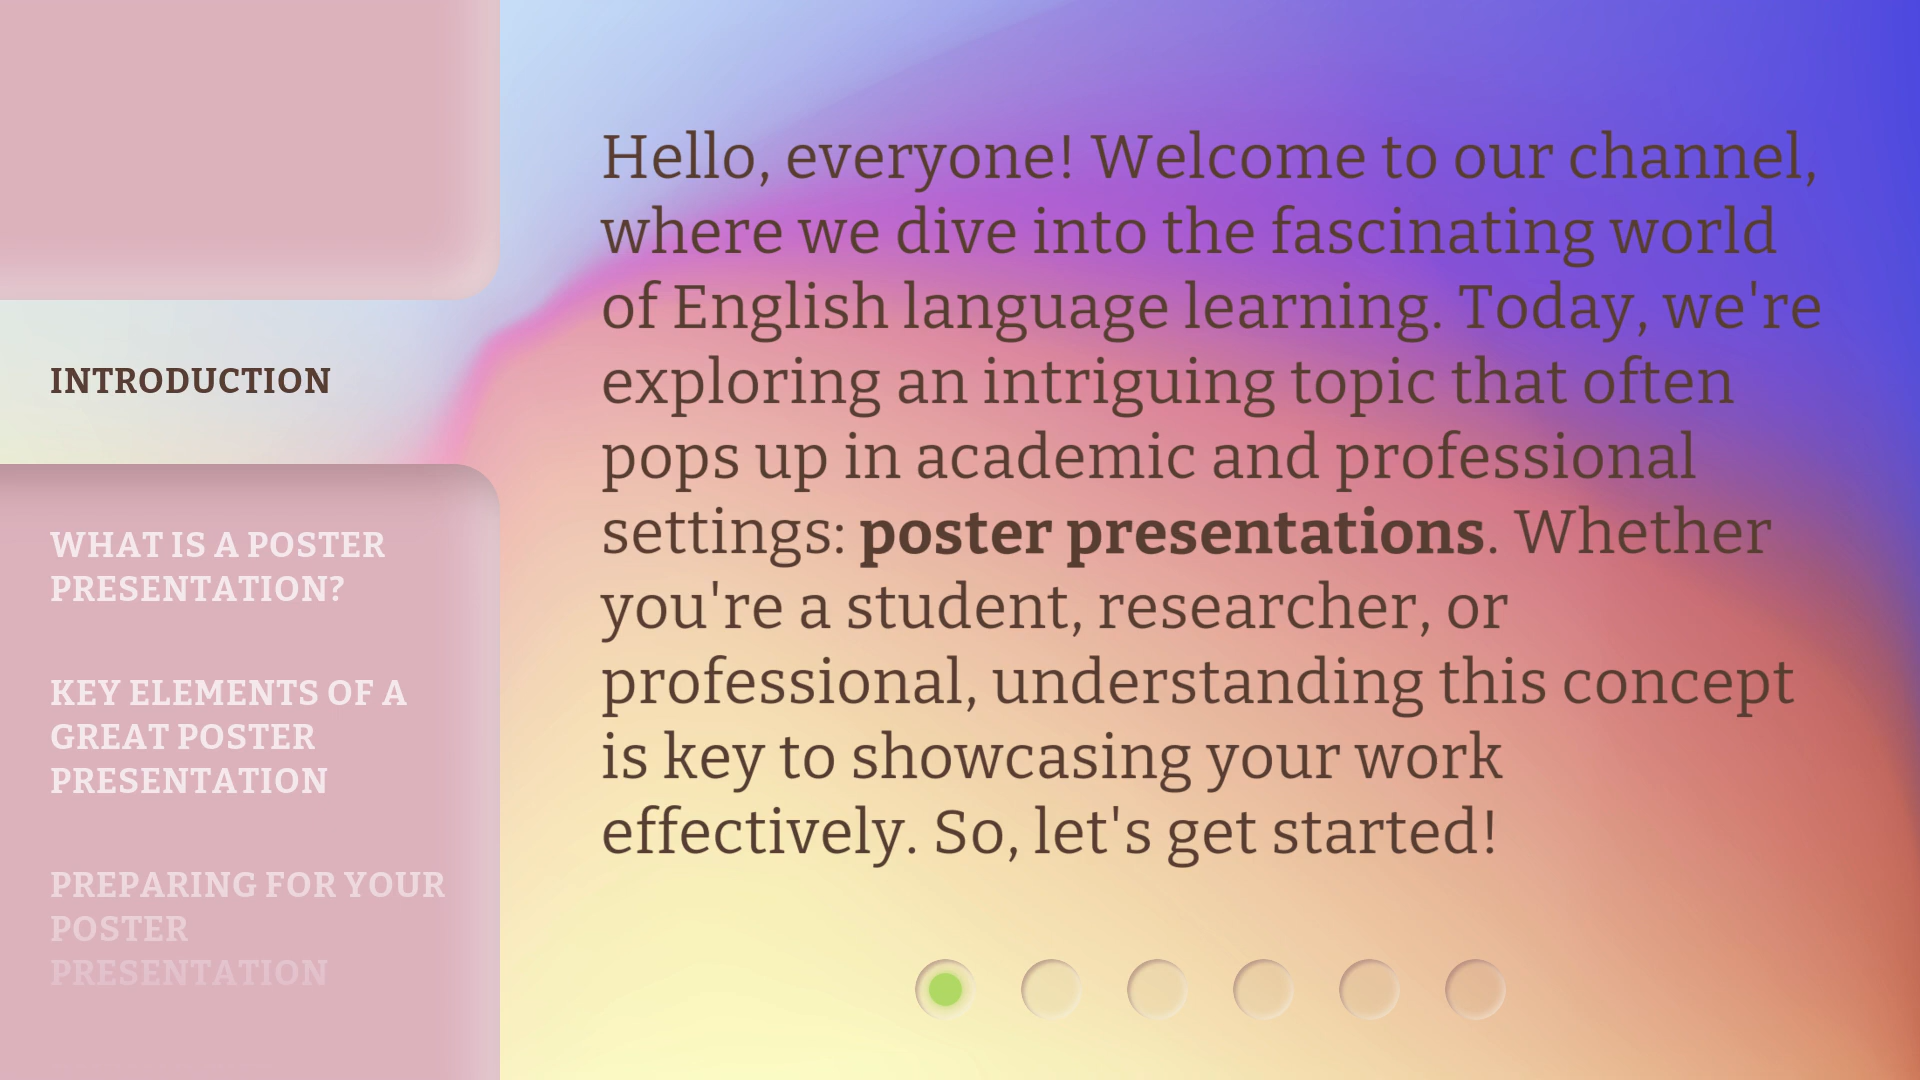 INTRODUCTION
WHAT IS A POSTER
PRESENTATION?
KEY ELEMENTS OF A
GREAT POSTER
PRESENTATION
PREPARING FOR YOUR
POSTER
PRESENTATION
Hello, everyone! Welcome to our channel,
where we dive into the fascinating world
of English language learning. Today, we're
exploring an intriguing topic that often
pops up in academic and professional
settings: poster presentations. Whether
you're a student, researcher, or
professional, understanding this concept
is key to showcasing your work
effectively. So, let's get started!